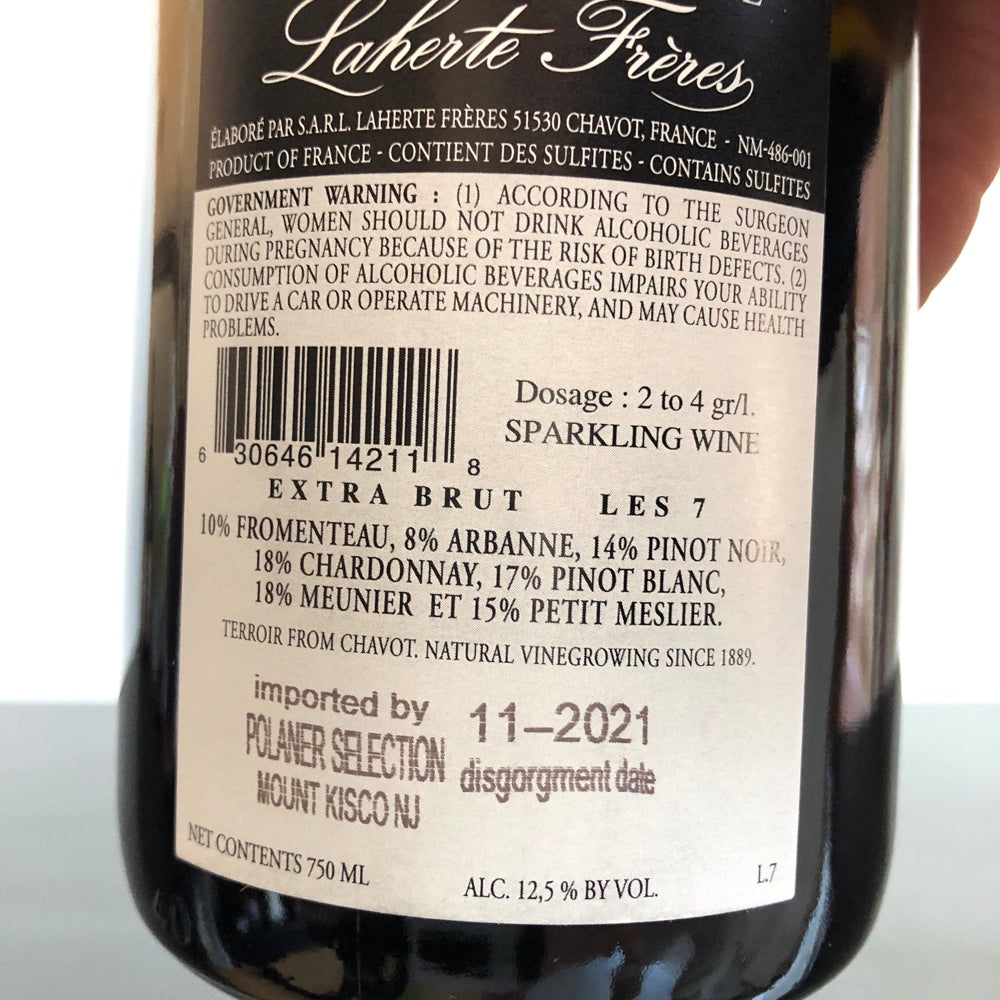 Laherte Frères
ÉLABORÉ PAR S.A.R.L. LAHERTE FRÈRES 51530 CHAVOT, FRANCE - NM-486-001
PRODUCT OF FRANCE - CONTIENT DES SULFITES - CONTAINS SULFITES
GOVERNMENT WARNING : (1) ACCORDING TO THE SURGEON
GENERAL, WOMEN SHOULD NOT DRINK ALCOHOLIC BEVERAGES
DURING PREGNANCY BECAUSE OF THE RISK OF BIRTH DEFECTS. (2)
CONSUMPTION OF ALCOHOLIC BEVERAGES IMPAIRS YOUR ABILITY
TO DRIVE A CAR OR OPERATE MACHINERY, AND MAY CAUSE HEALTH
PROBLEMS.
6 30646 14211 8
Dosage : 2 to 4 gr/l.
SPARKLING WINE
EXTRA BRUT LES 7
10% FROMENTEAU, 8% ARBANNE, 14% PINOT NOIR,
18% CHARDONNAY, 17% PINOT BLANC,
18% MEUNIER ET 15% PETIT MESLIER.
TERROIR FROM CHAVOT. NATURAL VINEGROWING SINCE 1889.
imported by
POLANER SELECTION
MOUNT KISCO NJ
11-2021
disgorgment date
NET CONTENTS 750 ML
ALC. 12,5 % BY VOL.
L.7